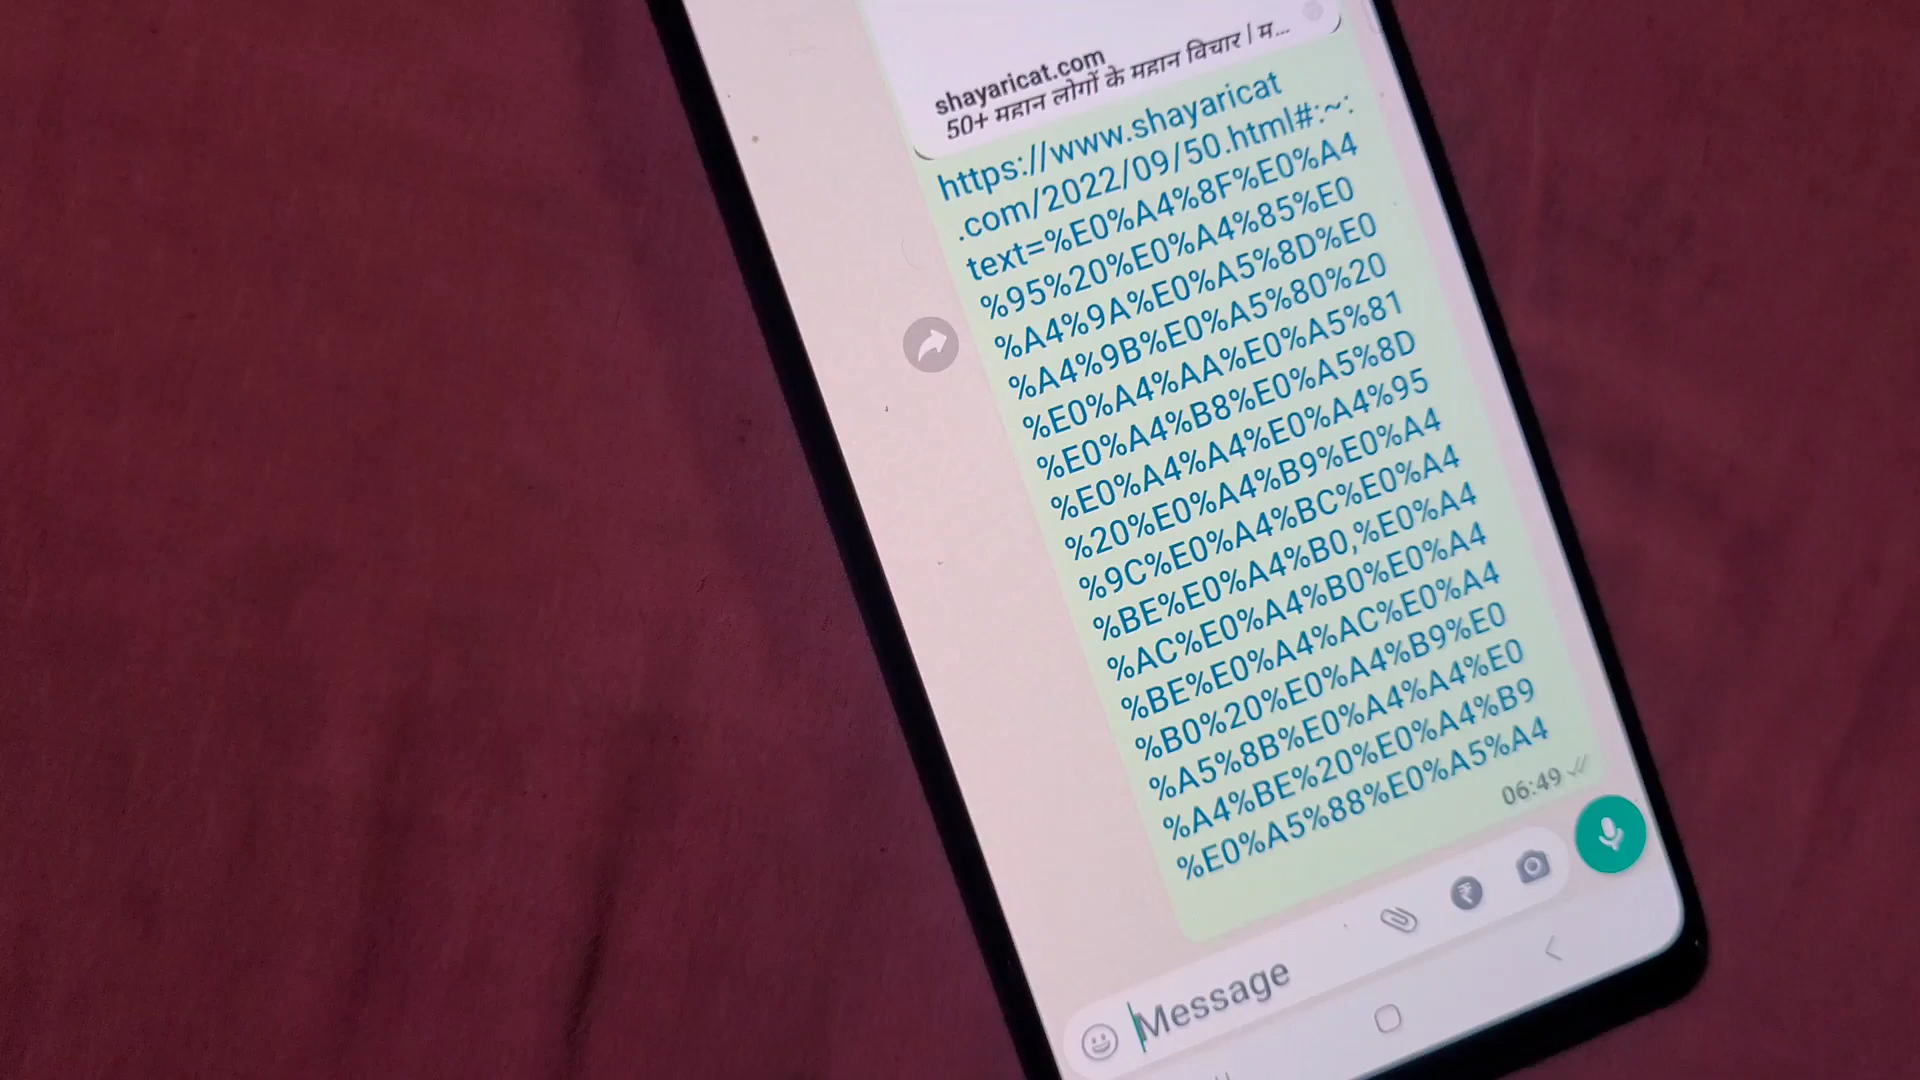 shayaricat.com
50+ महान लोगों के महान विचार | म...
https://www.shayaricat
.com/2022/09/50.html#:~:
text=%E0%A4%8F%E0%A4
%95%20%E0%A4%85%E0
%A4%9A%E0%A5%8D%E0
%A4%9B%E0%A5%80%20
%E0%A4%AA%E0%A5%81
%E0%A4%B8%E0%A5%8D
%E0%A4%A4%E0%A4%95
%20%E0%A4%B9%E0%A4
%9C%E0%A4%BC%E0%A4
%BE%E0%A4%B0,%E0%A4
%AC%E0%A4%B0%E0%A4
%BE%E0%A4%AC%E0%A4
%B0%20%E0%A4%B9%E0
%A5%8B%E0%A4%A4%E0
%A4%BE%20%E0%A4%B9
%E0%A5%88%E0%A5%A4
06:49
Message